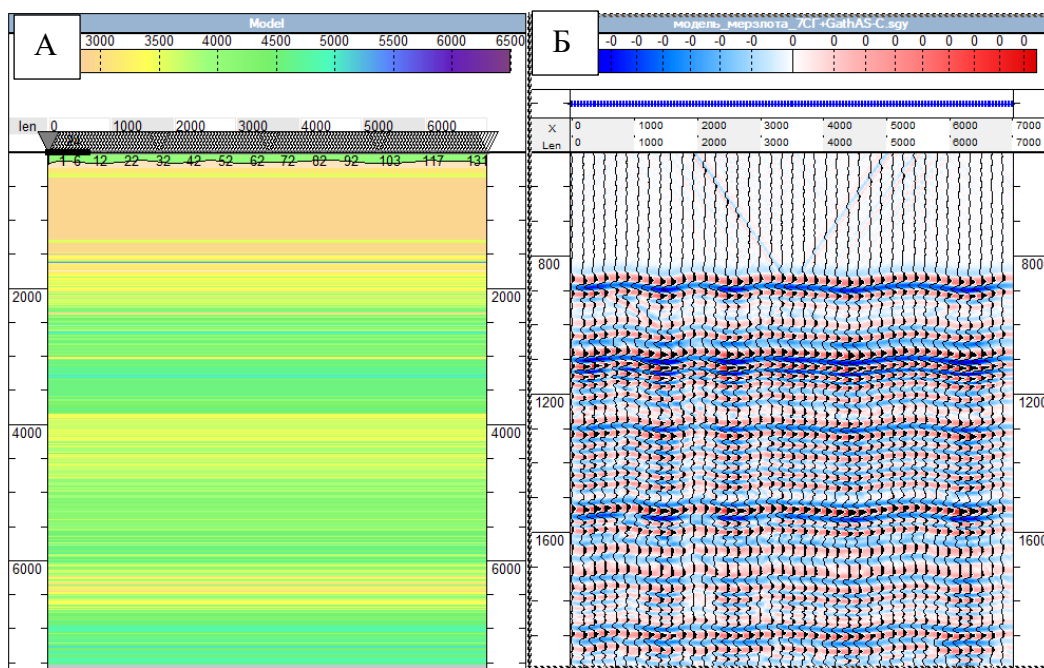 А
Model
3000 3500 4000 4500 5000 5500 6000 6500
len 0 1000 2000 3000 4000 5000 6000
24
1 6 12 22 32 42 52 62 72 82 92 103 117 131
2000 2000
4000 4000
6000 6000
Б
модель_мерзлота_7СГ+GathAS-C.sgy
-0 -0 -0 -0 -0 0 0 0 0 0 0 0
X 0 1000 2000 3000 4000 5000 6000 7000
Len 0 1000 2000 3000 4000 5000 6000 7000
800 800
1200 1200
1600 1600